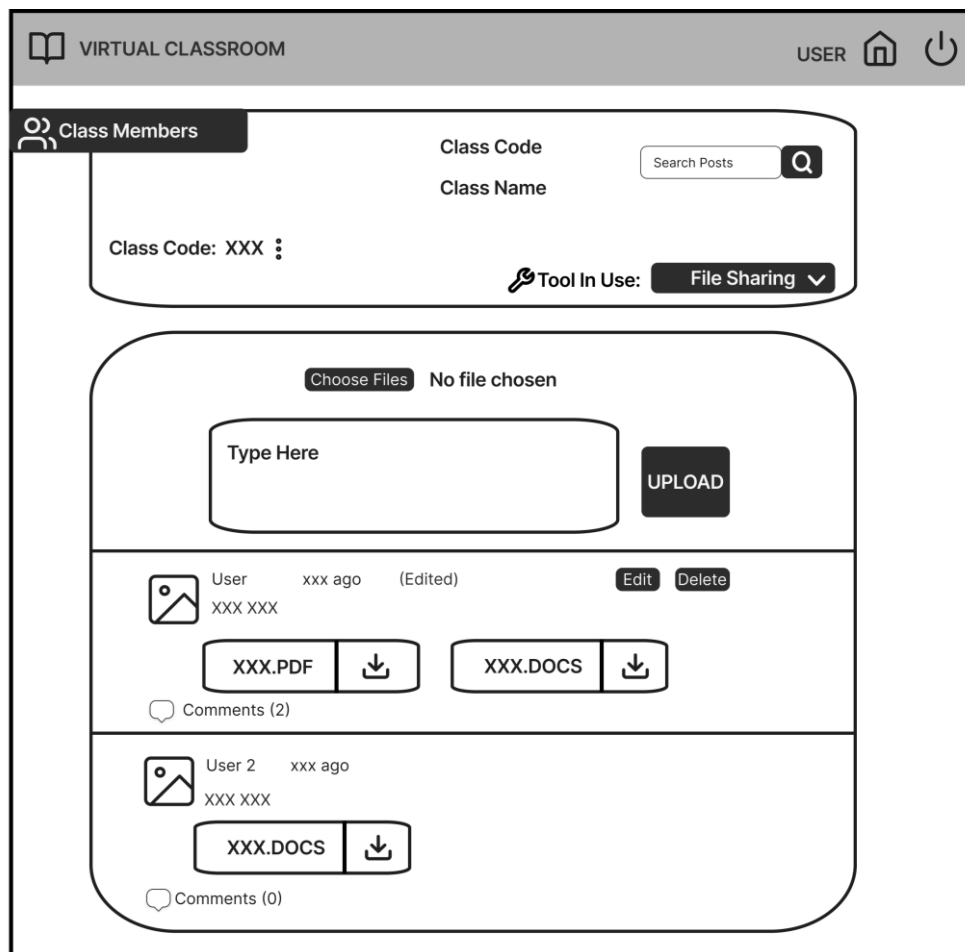 VIRTUAL CLASSROOM
USER
Class Members
Class Code
Search Posts
Class Name
Class Code: XXX
Tool In Use:
File Sharing
Choose Files
No file chosen
Type Here
UPLOAD
User xxx ago (Edited)
Edit
Delete
XXX XXX
XXX.PDF
XXX.DOCS
Comments (2)
User 2 xxx ago
XXX XXX
XXX.DOCS
Comments (0)